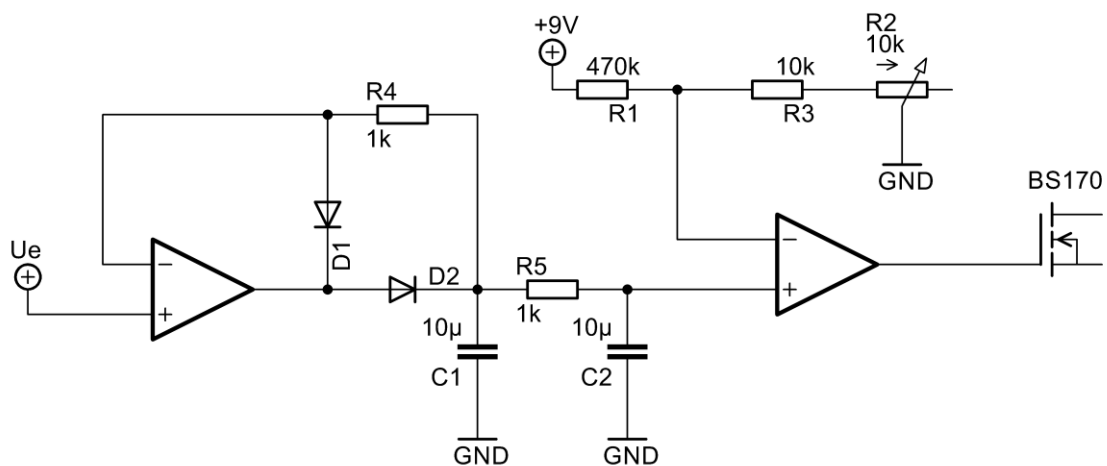 +9V
R2
10k
470k
10k
R1
R3
R4
1k
GND
BS170
Ue
D1
D2
R5
1k
10µ
10µ
C1
C2
GND
GND